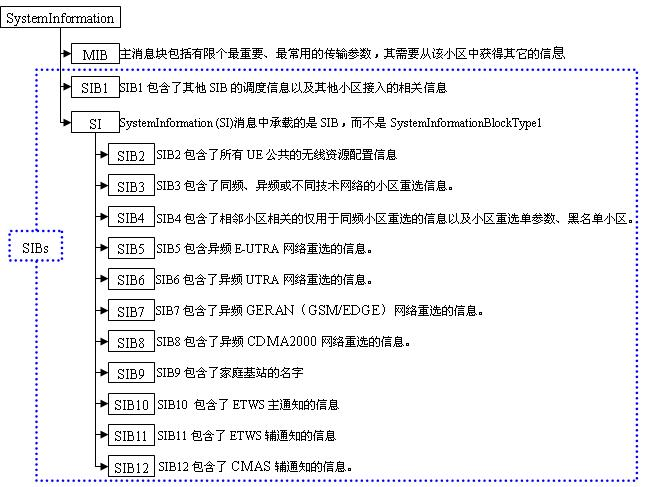 SystemInformation
MIB 主消息块包括有限个最重要、最常用的传输参数，其需要从该小区中获得其它的信息
SIB1 SIB1 包含了其他 SIB 的调度信息以及其他小区接入的相关信息
SI SystemInformation (SI)消息中承载的是 SIB，而不是 SystemInformationBlockType1
SIB2 SIB2 包含了所有 UE 公共的无线资源配置信息
SIB3 SIB3 包含了同频、异频或不同技术网络的小区重选信息。
SIB4 SIB4 包含了相邻小区相关的仅用于同频小区重选的信息以及小区重选单参数、黑名单小区。
SIBs
SIB5 SIB5 包含异频 E-UTRA 网络重选的信息。
SIB6 SIB6 包含了异频 UTRA 网络重选的信息。
SIB7 SIB7 包含了异频 GERAN（GSM/EDGE）网络重选的信息。
SIB8 SIB8 包含了异频 CDMA2000 网络重选的信息。
SIB9 SIB9 包含了家庭基站的名字
SIB10 SIB10 包含了 ETWS 主通知的信息
SIB11 SIB11 包含了 ETWS 辅通知的信息
SIB12 SIB12 包含了 CMAS 辅通知的信息。